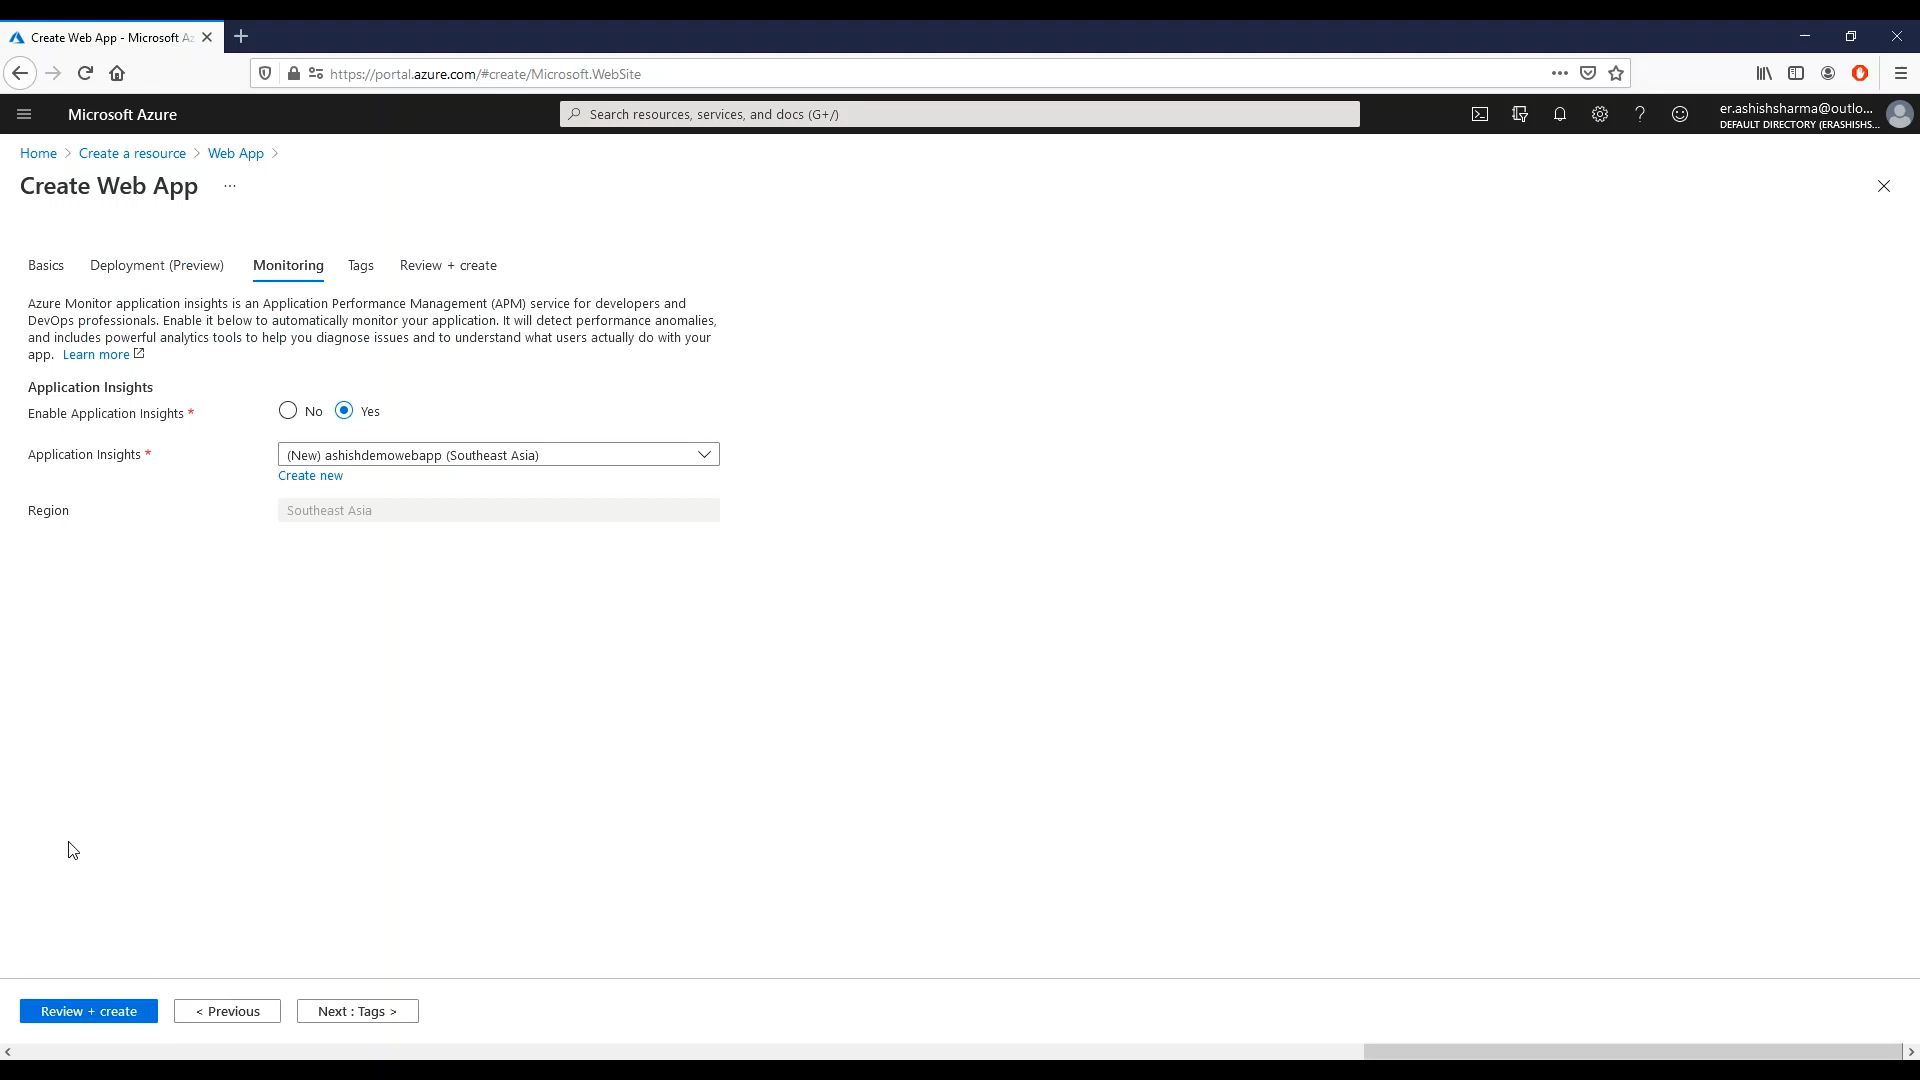 Create Web App - Microsoft Az
https://portal.azure.com/#create/Microsoft.WebSite
Microsoft Azure
Search resources, services, and docs (G+/)
er.ashishsharma@outlo...
DEFAULT DIRECTORY (ERASHISHS...
Home > Create a resource > Web App >
Create Web App ...
Basics Deployment (Preview) Monitoring Tags Review + create
Azure Monitor application insights is an Application Performance Management (APM) service for developers and
DevOps professionals. Enable it below to automatically monitor your application. It will detect performance anomalies,
and includes powerful analytics tools to help you diagnose issues and to understand what users actually do with your
app. Learn more
Application Insights
Enable Application Insights * No Yes
Application Insights * (New) ashishdemowebapp (Southeast Asia)
Create new
Region Southeast Asia
Review + create < Previous Next : Tags >